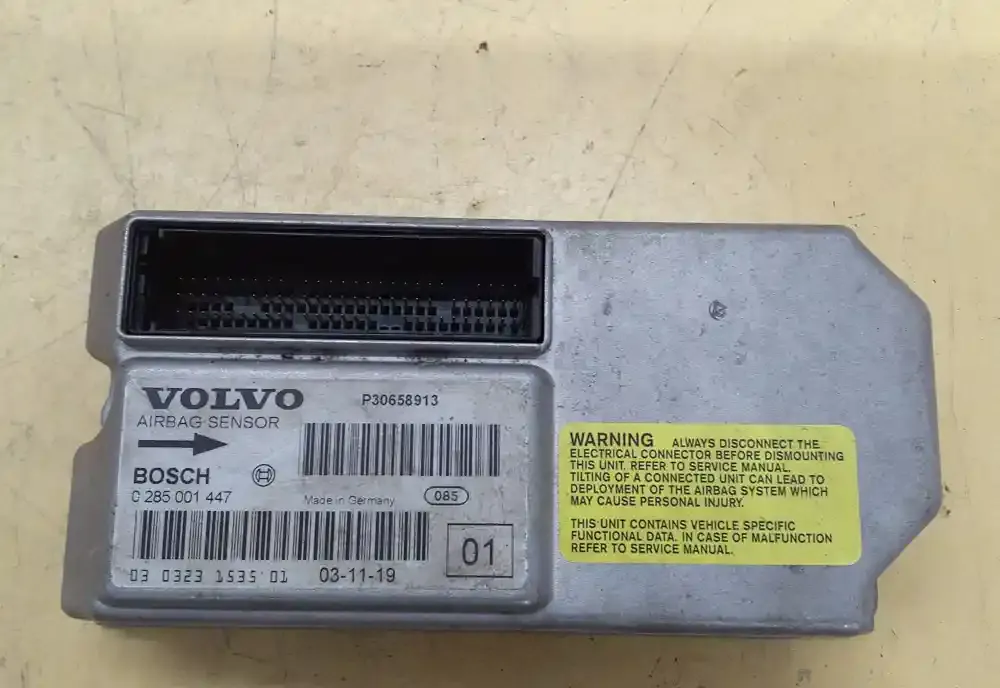 VOLVO
P30658913
AIRBAG SENSOR
BOSCH
0 285 001 447
Made in Germany
085
03 0323 1535 01
03-11-19
01
WARNING ALWAYS DISCONNECT THE
ELECTRICAL CONNECTOR BEFORE DISMOUNTING
THIS UNIT. REFER TO SERVICE MANUAL.
TILTING OF A CONNECTED UNIT CAN LEAD TO
DEPLOYMENT OF THE AIRBAG SYSTEM WHICH
MAY CAUSE PERSONAL INJURY.
THIS UNIT CONTAINS VEHICLE SPECIFIC
FUNCTIONAL DATA. IN CASE OF MALFUNCTION
REFER TO SERVICE MANUAL.